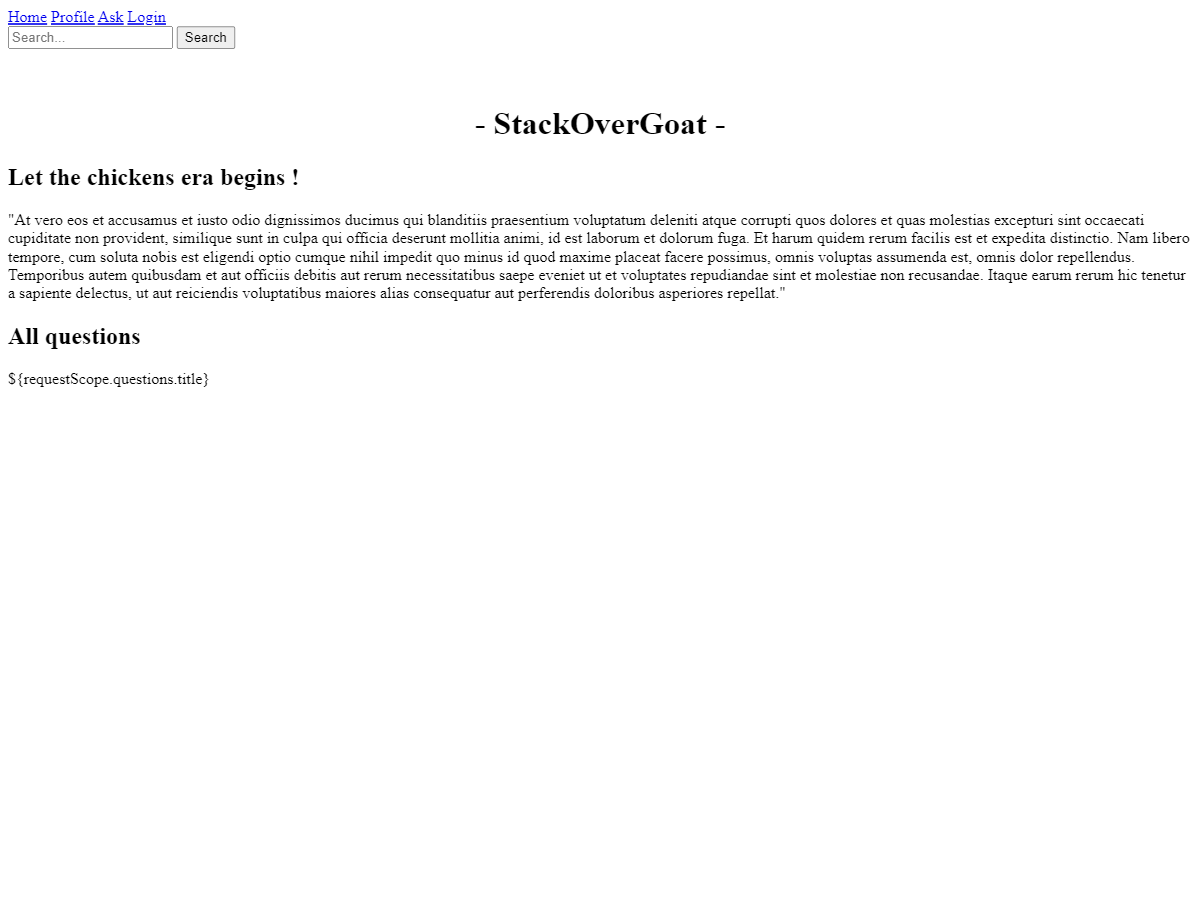 Home Profile Ask Login
Search... Search
- StackOverGoat -
Let the chickens era begins !
"At vero eos et accusamus et iusto odio dignissimos ducimus qui blanditiis praesentium voluptatum deleniti atque corrupti quos dolores et quas molestias excepturi sint occaecati
cupiditate non provident, similique sunt in culpa qui officia deserunt mollitia animi, id est laborum et dolorum fuga. Et harum quidem rerum facilis est et expedita distinctio. Nam libero
tempore, cum soluta nobis est eligendi optio cumque nihil impedit quo minus id quod maxime placeat facere possimus, omnis voluptas assumenda est, omnis dolor repellendus.
Temporibus autem quibusdam et aut officiis debitis aut rerum necessitatibus saepe eveniet ut et voluptates repudiandae sint et molestiae non recusandae. Itaque earum rerum hic tenetur
a sapiente delectus, ut aut reiciendis voluptatibus maiores alias consequatur aut perferendis doloribus asperiores repellat."
All questions
${requestScope.questions.title}